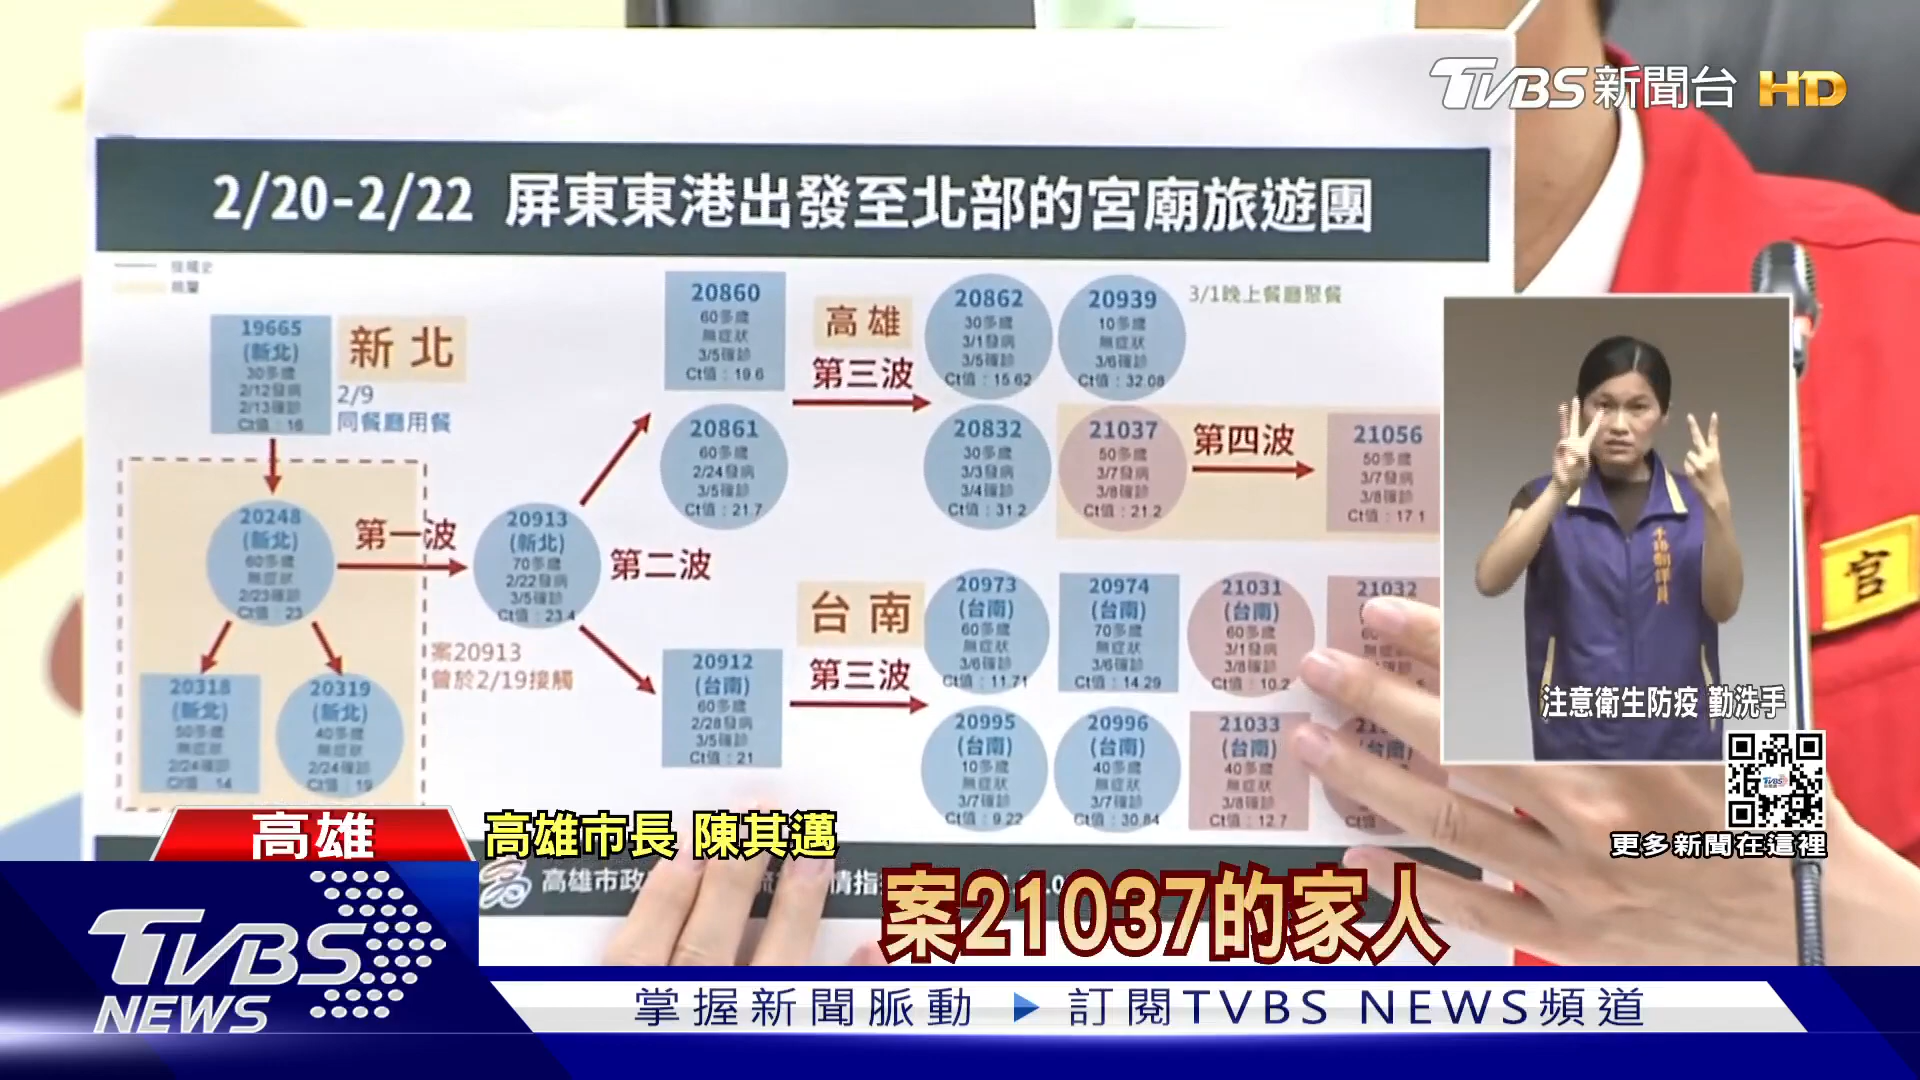 TVBS新聞台 HD
2/20-2/22 屏東東港出發至北部的宮廟旅遊團
接觸史
親屬
19665
(新北)
30多歲
2/12發病
2/13確診
Ct值：16
新北
2/9
同餐廳用餐
20248
(新北)
60多歲
無症狀
2/23確診
Ct值：23
第一波
20318
(新北)
50多歲
無症狀
2/24確診
Ct值：14
20319
(新北)
40多歲
無症狀
2/24確診
Ct值：19
20913
(新北)
70多歲
2/22發病
3/5確診
Ct值：23.4
案20913
曾於2/19接觸
第二波
20860
60多歲
無症狀
3/5確診
Ct值：19.6
20861
60多歲
2/24發病
3/5確診
Ct值：21.7
20912
(台南)
60多歲
2/28發病
3/5確診
Ct值：21
高雄
第三波
20862
30多歲
3/1發病
3/5確診
Ct值：15.62
20939
10多歲
無症狀
3/6確診
Ct值：32.08
3/1晚上餐廳聚餐
20832
30多歲
3/3發病
3/4確診
Ct值：31.2
21037
50多歲
3/7發病
3/8確診
Ct值：21.2
第四波
21056
50多歲
3/7發病
3/8確診
Ct值：17.1
台南
第三波
20973
(台南)
60多歲
無症狀
3/6確診
Ct值：11.71
20974
(台南)
70多歲
無症狀
3/6確診
Ct值：14.29
21031
(台南)
60多歲
3/1發病
3/8確診
Ct值：10.2
21032
20995
(台南)
10多歲
無症狀
3/7確診
Ct值：9.22
20996
(台南)
40多歲
無症狀
3/7確診
Ct值：30.84
21033
(台南)
40多歲
無症狀
3/8確診
Ct值：12.7
(台南)
Ct值：
官
手語翻譯員
注意衛生防疫 勤洗手
TVBS
更多新聞在這裡
高雄
高雄市長 陳其邁
高雄市政
情指
案21037的家人
TVBS
NEWS
掌握新聞脈動 ▶ 訂閱TVBS NEWS頻道